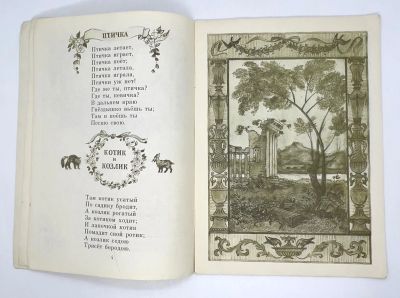 ПТИЧКА
Птичка летает,
Птичка играет,
Птичка поёт;
Птичка летала,
Птичка играла,
Птички уж нет!
Где же ты, птичка?
Где ты, певичка?
В дальнем краю
Гнёздышко вьёшь ты;
Там и поёшь ты
Песню свою.
КОТИК
и
КОЗЛИК
Там котик усатый
По садику бродит,
А козлик рогатый
За котиком ходит;
И лапочкой котик
Помадит свой ротик;
А козлик седою
Трясёт бородою.